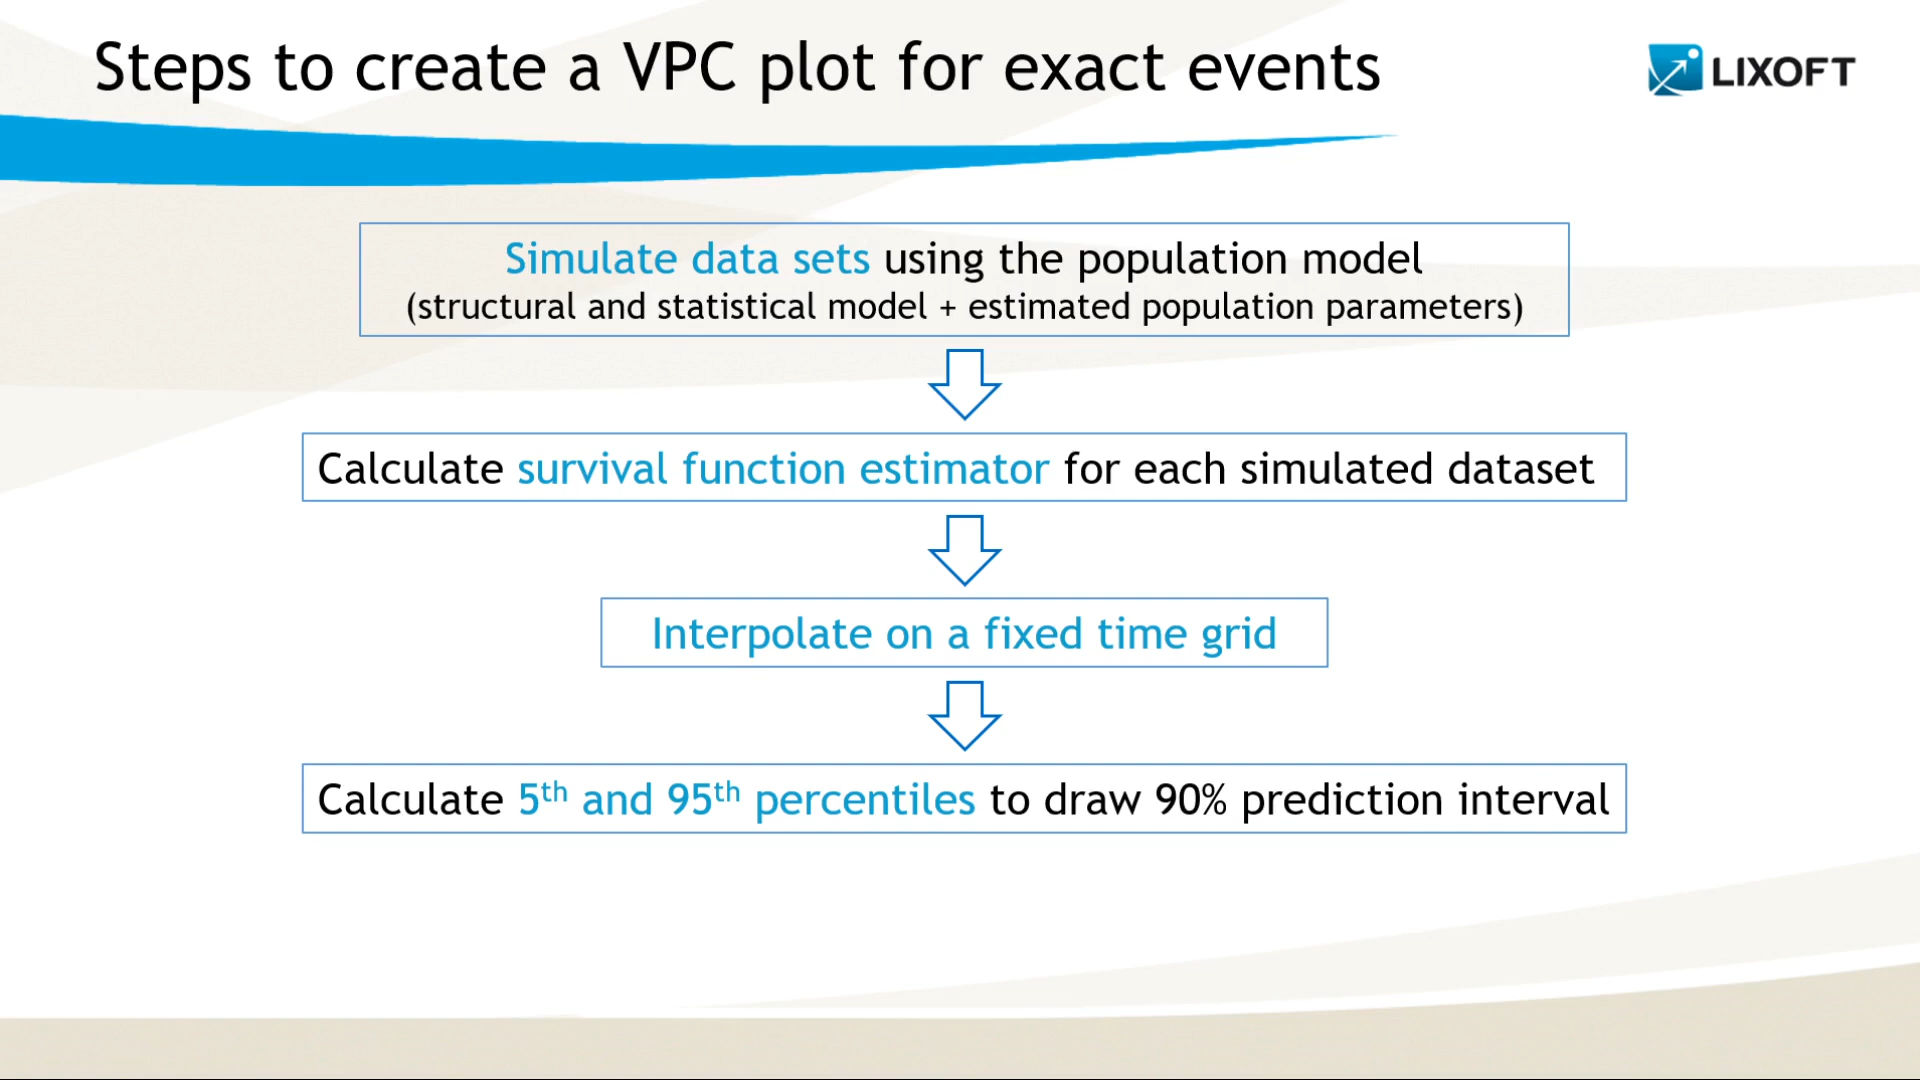 Steps to create a VPC plot for exact events
LIXOFT
Simulate data sets using the population model
(structural and statistical model + estimated population parameters)
Calculate survival function estimator for each simulated dataset
Interpolate on a fixed time grid
Calculate 5th and 95th percentiles to draw 90% prediction interval